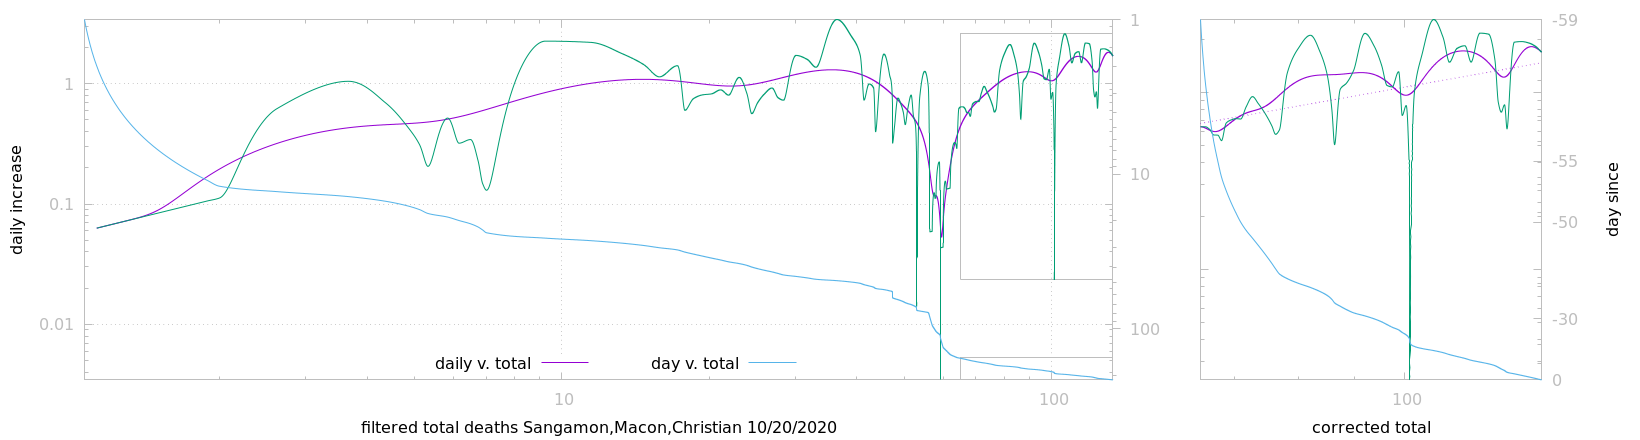 1
-59
1
daily increase
10
-55
day since
0.1
-50
0.01
100
-30
daily v. total
day v. total
0
10
100
100
filtered total deaths Sangamon,Macon,Christian 10/20/2020
corrected total